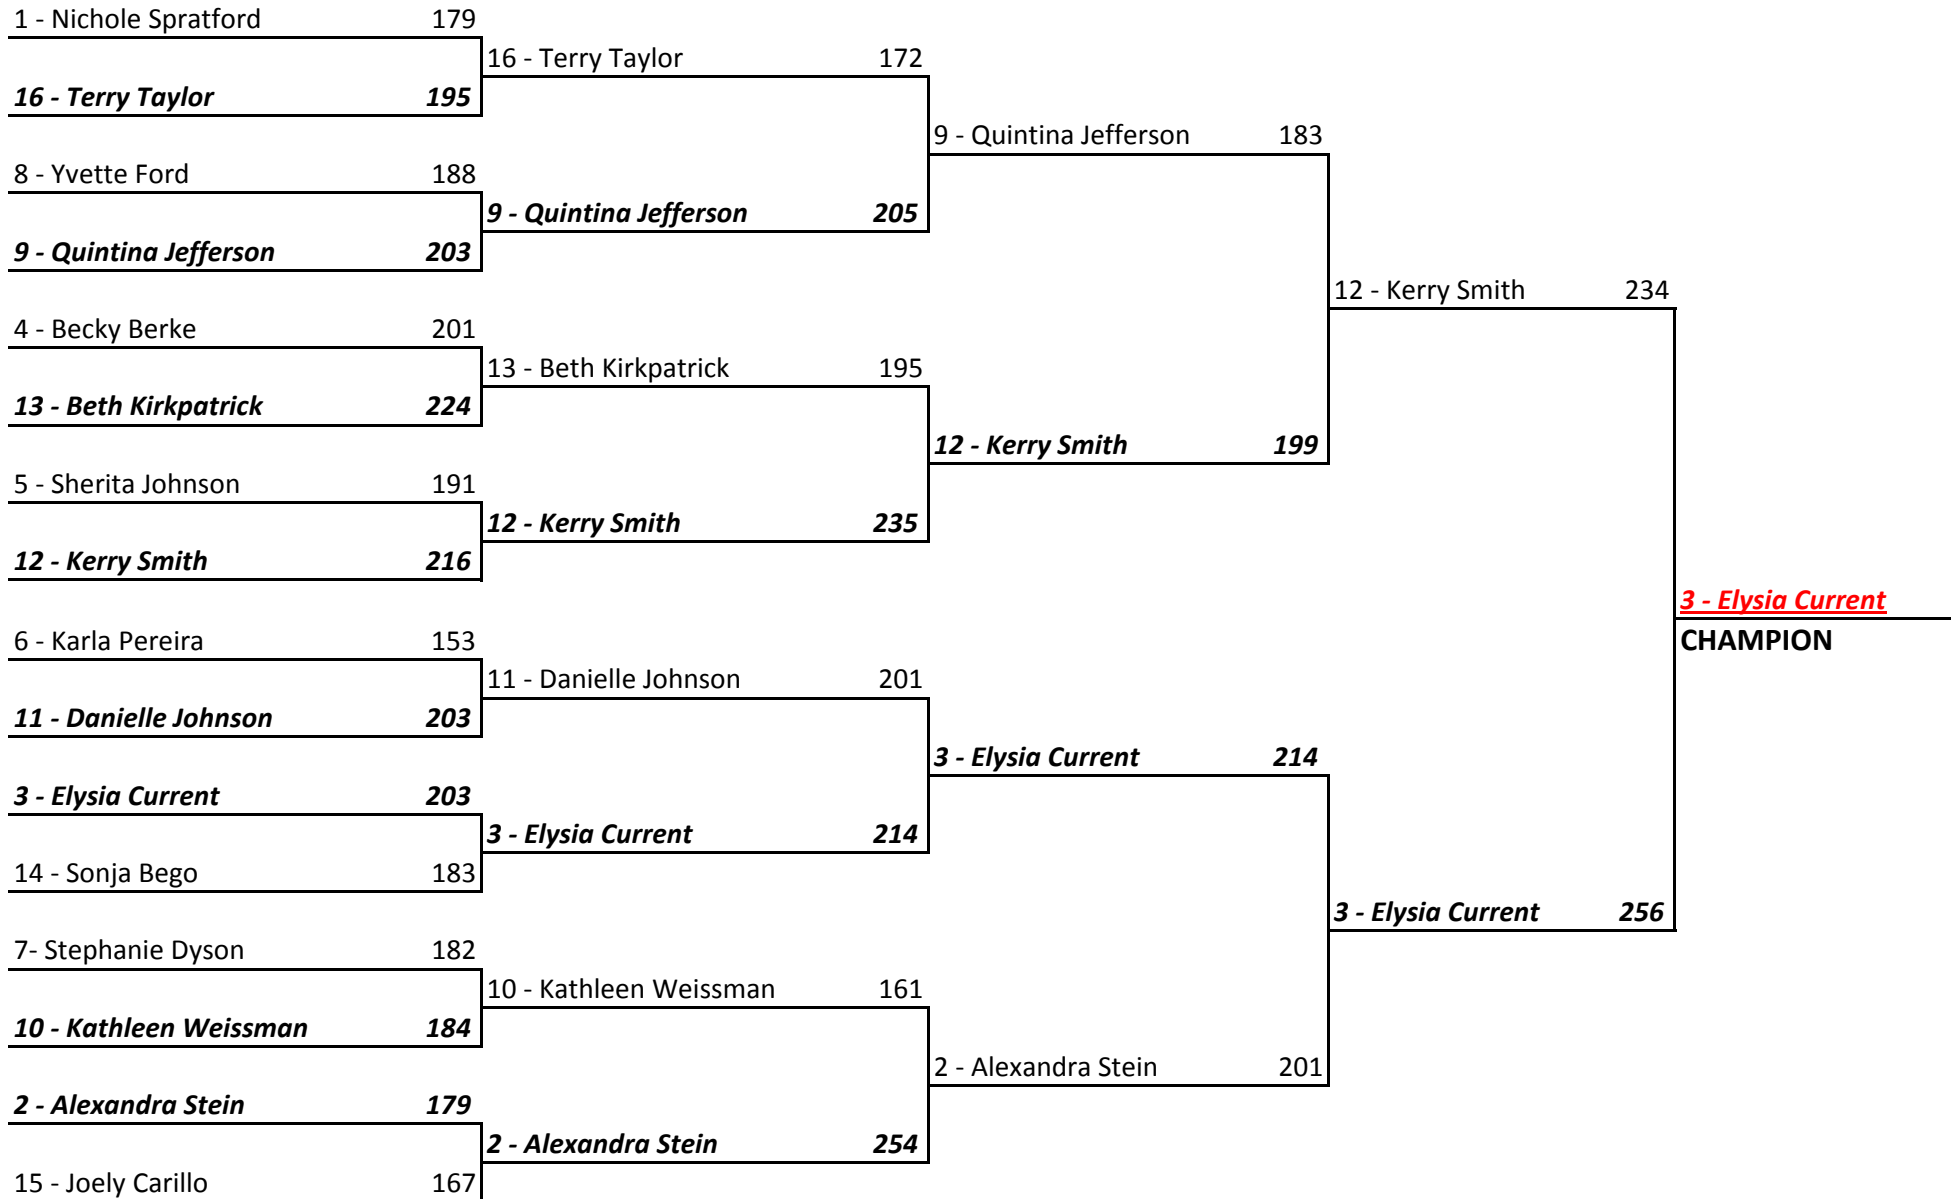 1 - Nichole Spratford 179
16 - Terry Taylor 172
16 - Terry Taylor 195
9 - Quintina Jefferson 183
8 - Yvette Ford 188
9 - Quintina Jefferson 205
9 - Quintina Jefferson 203
12 - Kerry Smith 234
4 - Becky Berke 201
13 - Beth Kirkpatrick 195
13 - Beth Kirkpatrick 224
12 - Kerry Smith 199
5 - Sherita Johnson 191
12 - Kerry Smith 235
12 - Kerry Smith 216
3 - Elysia Current
6 - Karla Pereira 153
CHAMPION
11 - Danielle Johnson 201
11 - Danielle Johnson 203
3 - Elysia Current 214
3 - Elysia Current 203
3 - Elysia Current 214
14 - Sonja Bego 183
3 - Elysia Current 256
7- Stephanie Dyson 182
10 - Kathleen Weissman 161
10 - Kathleen Weissman 184
2 - Alexandra Stein 201
2 - Alexandra Stein 179
2 - Alexandra Stein 254
15 - Joely Carillo 167